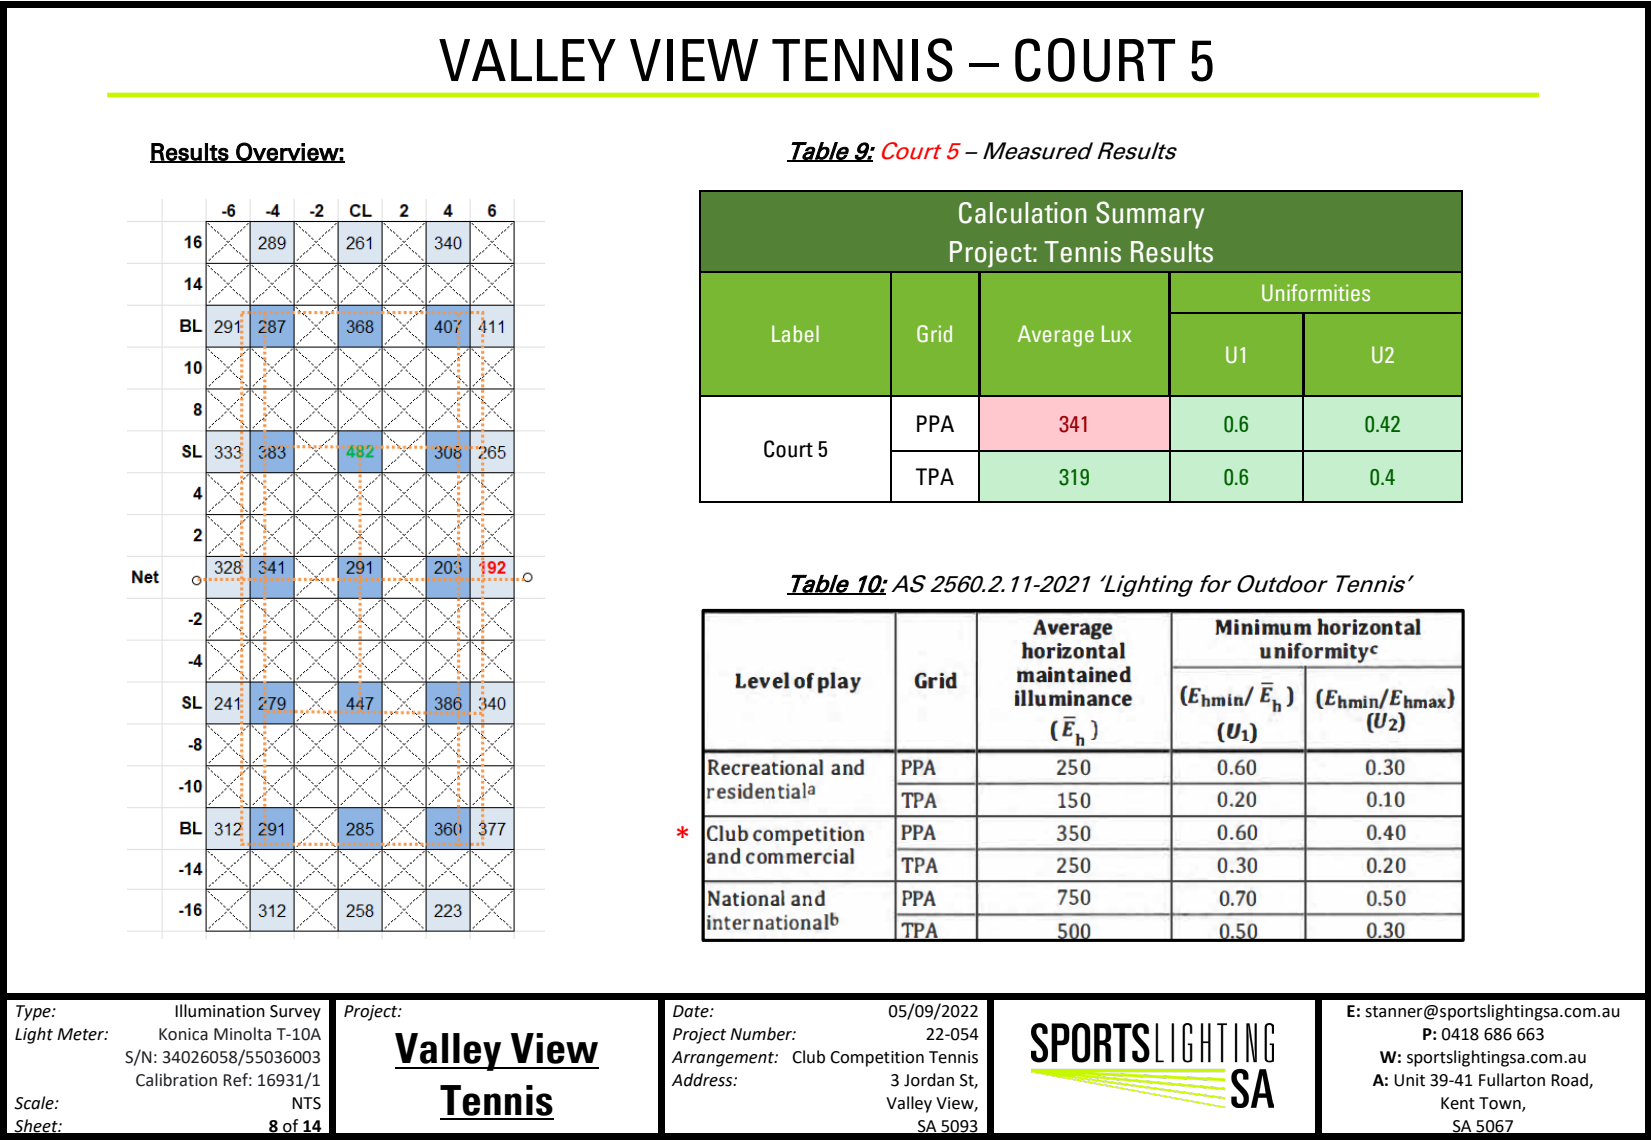 VALLEY VIEW TENNIS – COURT 5
Results Overview:
-6 -4 -2 CL 2 4 6
16 289 261 340
14
BL 291 287 368 407 411
10
8
SL 333 383 482 308 265
4
2
Net 328 341 291 203 192
-2
-4
SL 241 279 447 386 340
-8
-10
BL 312 291 285 360 377
-14
-16 312 258 223
Table 9: Court 5 – Measured Results
Calculation Summary
Project: Tennis Results
Label Grid Average Lux Uniformities
U1 U2
Court 5 PPA 341 0.6 0.42
TPA 319 0.6 0.4
Table 10: AS 2560.2.11-2021 ‘Lighting for Outdoor Tennis’
Level of play Grid Average horizontal maintained illuminance (Ēh) Minimum horizontal uniformityc
(Ehmin/ Ēh) (U1) (Ehmin/Ehmax) (U2)
Recreational and residentiala PPA 250 0.60 0.30
TPA 150 0.20 0.10
* Club competition and commercial PPA 350 0.60 0.40
TPA 250 0.30 0.20
National and internationalb PPA 750 0.70 0.50
TPA 500 0.50 0.30
Type: Illumination Survey
Light Meter: Konica Minolta T-10A
S/N: 34026058/55036003
Calibration Ref: 16931/1
Scale: NTS
Sheet: 8 of 14
Project:
Valley View
Tennis
Date: 05/09/2022
Project Number: 22-054
Arrangement: Club Competition Tennis
Address: 3 Jordan St,
Valley View,
SA 5093
SPORTSLIGHTING
SA
E: stanner@sportslightingsa.com.au
P: 0418 686 663
W: sportslightingsa.com.au
A: Unit 39-41 Fullarton Road,
Kent Town,
SA 5067